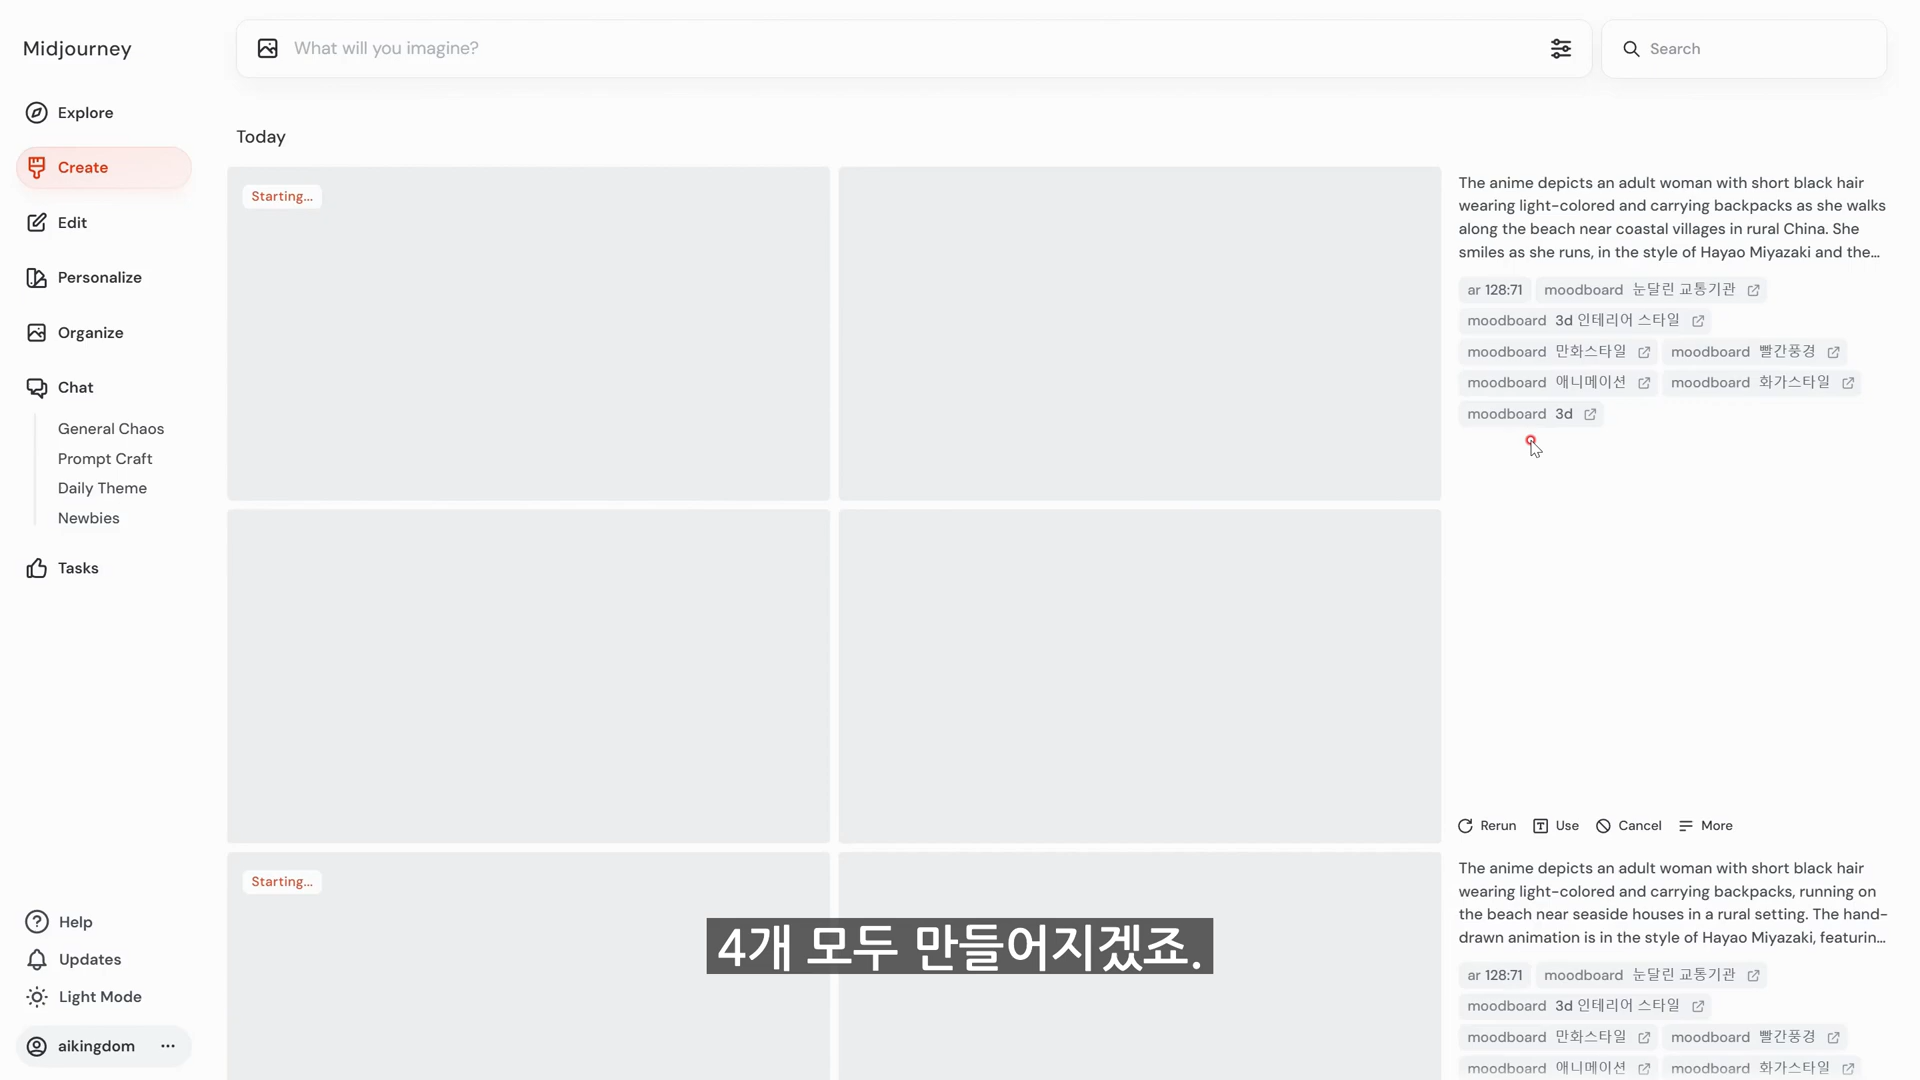 Midjourney
What will you imagine?
Search
Explore
Create
Edit
Personalize
Organize
Chat
General Chaos
Prompt Craft
Daily Theme
Newbies
Tasks
Help
Updates
Light Mode
aikingdom
Today
Starting...
The anime depicts an adult woman with short black hair
wearing light-colored and carrying backpacks as she walks
along the beach near coastal villages in rural China. She
smiles as she runs, in the style of Hayao Miyazaki and the...
ar 128:71 moodboard 눈달린 교통기관
moodboard 3d 인테리어 스타일
moodboard 만화스타일 moodboard 빨간풍경
moodboard 애니메이션 moodboard 화가스타일
moodboard 3d
Rerun Use Cancel More
Starting...
The anime depicts an adult woman with short black hair
wearing light-colored and carrying backpacks, running on
the beach near seaside houses in a rural setting. The hand-
drawn animation is in the style of Hayao Miyazaki, featurin...
ar 128:71 moodboard 눈달린 교통기관
moodboard 3d 인테리어 스타일
moodboard 만화스타일 moodboard 빨간풍경
moodboard 애니메이션 moodboard 화가스타일
4개 모두 만들어지겠죠.